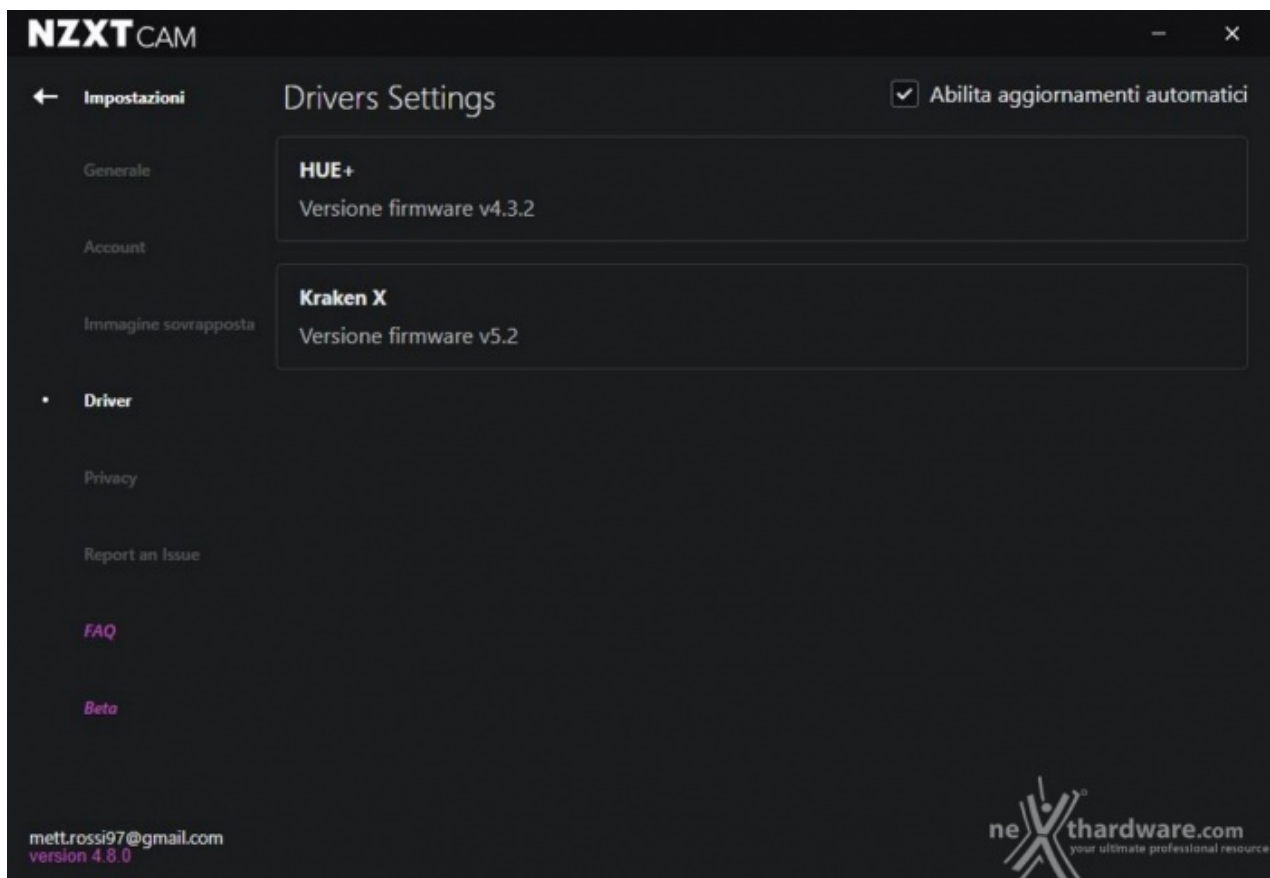 NZXT CAM
Impostazioni
Drivers Settings
Abilita aggiornamenti automatici
Generale
Account
Immagine sovrapposta
Driver
Privacy
Report an Issue
FAQ
Beta
HUE+
Versione firmware v4.3.2
Kraken X
Versione firmware v5.2
mett.rossi97@gmail.com
version 4.8.0
nexthardware.com
your ultimate professional resource